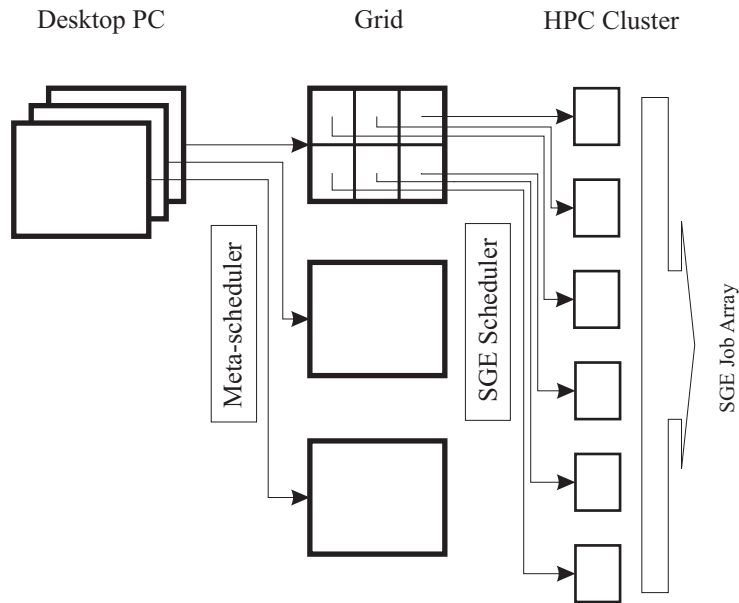 Desktop PC
Grid
HPC Cluster
Meta-scheduler
SGE Scheduler
SGE Job Array